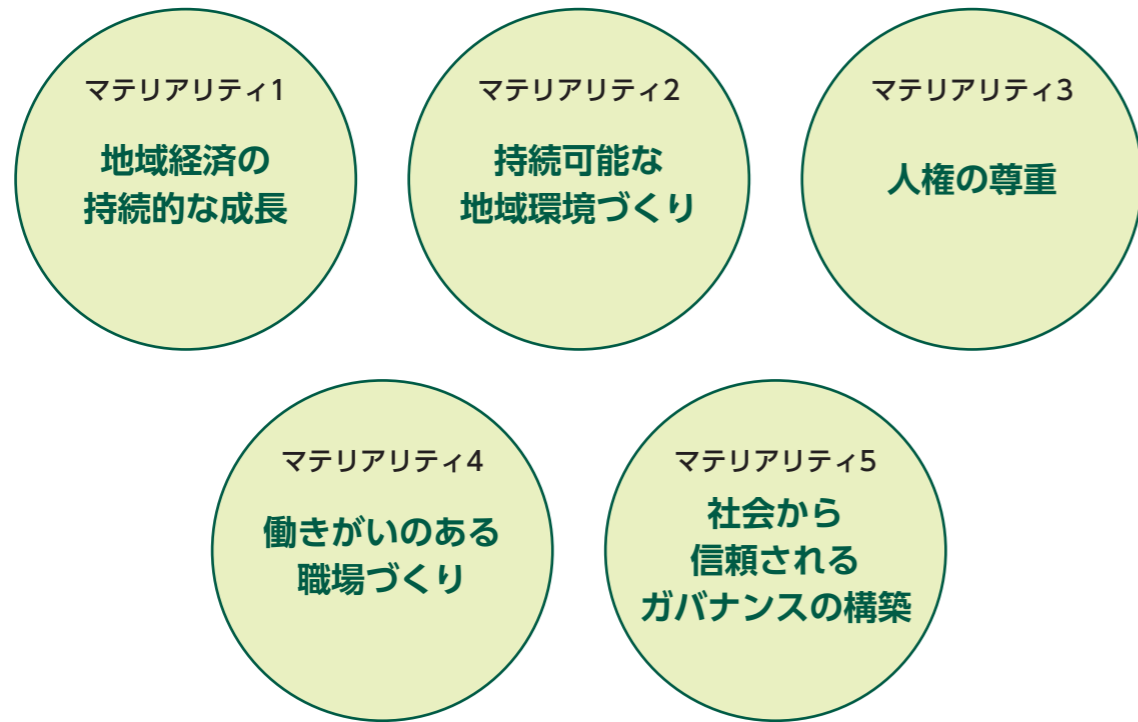 マテリアリティ1
地域経済の
持続的な成長
マテリアリティ2
持続可能な
地域環境づくり
マテリアリティ3
人権の尊重
マテリアリティ4
働きがいのある
職場づくり
マテリアリティ5
社会から
信頼される
ガバナンスの構築